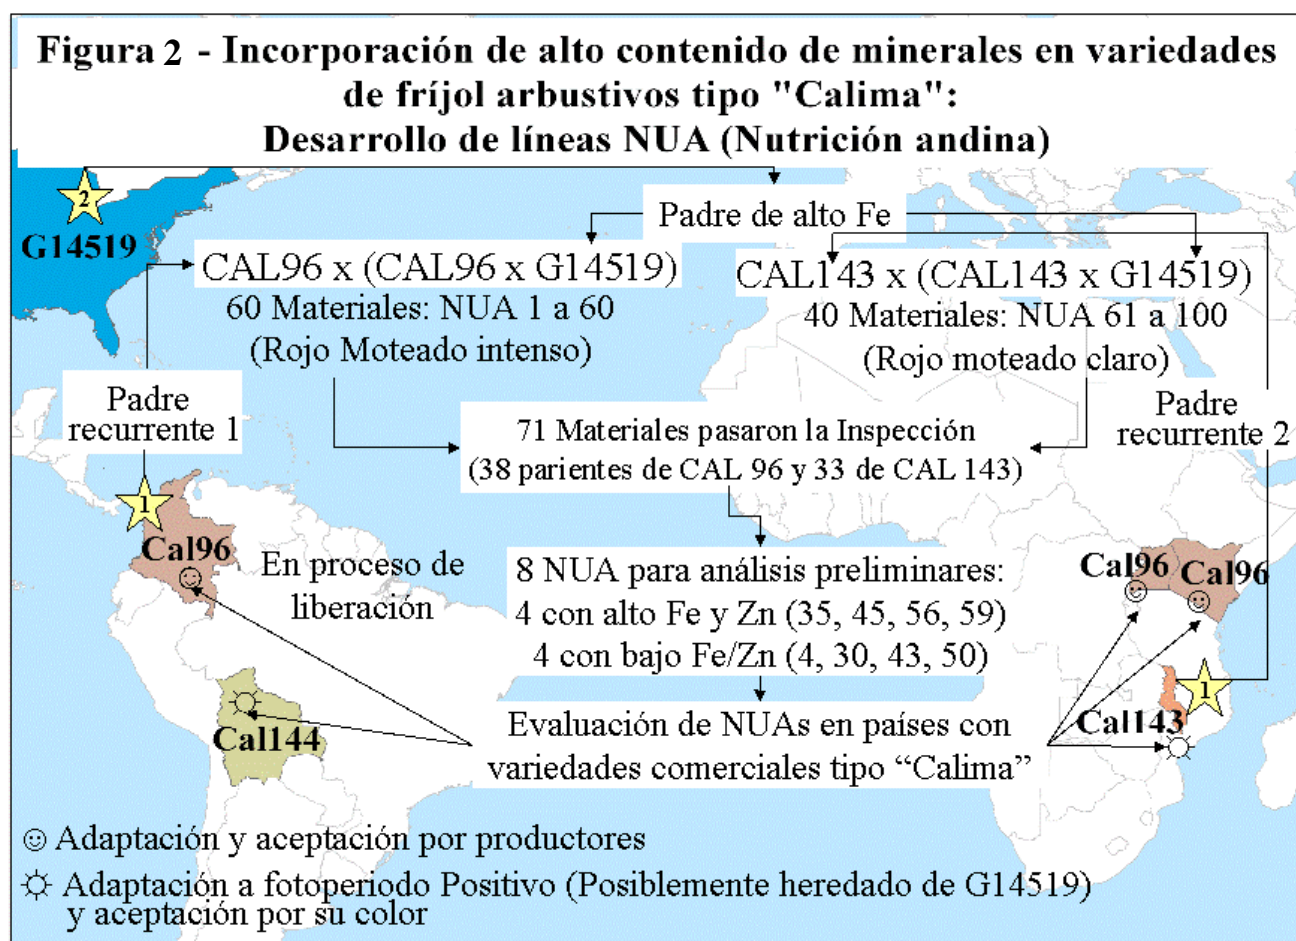 Figura 2 - Incorporación de alto contenido de minerales en variedades
de fríjol arbustivos tipo "Calima":
Desarrollo de líneas NUA (Nutrición andina)
2
G14519
Padre de alto Fe
CAL96 x (CAL96 x G14519)
60 Materiales: NUA 1 a 60
(Rojo Moteado intenso)
CAL143 x (CAL143 x G14519)
40 Materiales: NUA 61 a 100
(Rojo moteado claro)
Padre
recurrente 1
Padre
recurrente 2
71 Materiales pasaron la Inspección
(38 parientes de CAL 96 y 33 de CAL 143)
1
Cal96
En proceso de
liberación
8 NUA para análisis preliminares:
4 con alto Fe y Zn (35, 45, 56, 59)
4 con bajo Fe/Zn (4, 30, 43, 50)
Cal96
Cal96
1
Cal143
Cal144
Evaluación de NUAs en países con
variedades comerciales tipo “Calima”
☺ Adaptación y aceptación por productores
☼ Adaptación a fotoperiodo Positivo (Posiblemente heredado de G14519)
y aceptación por su color